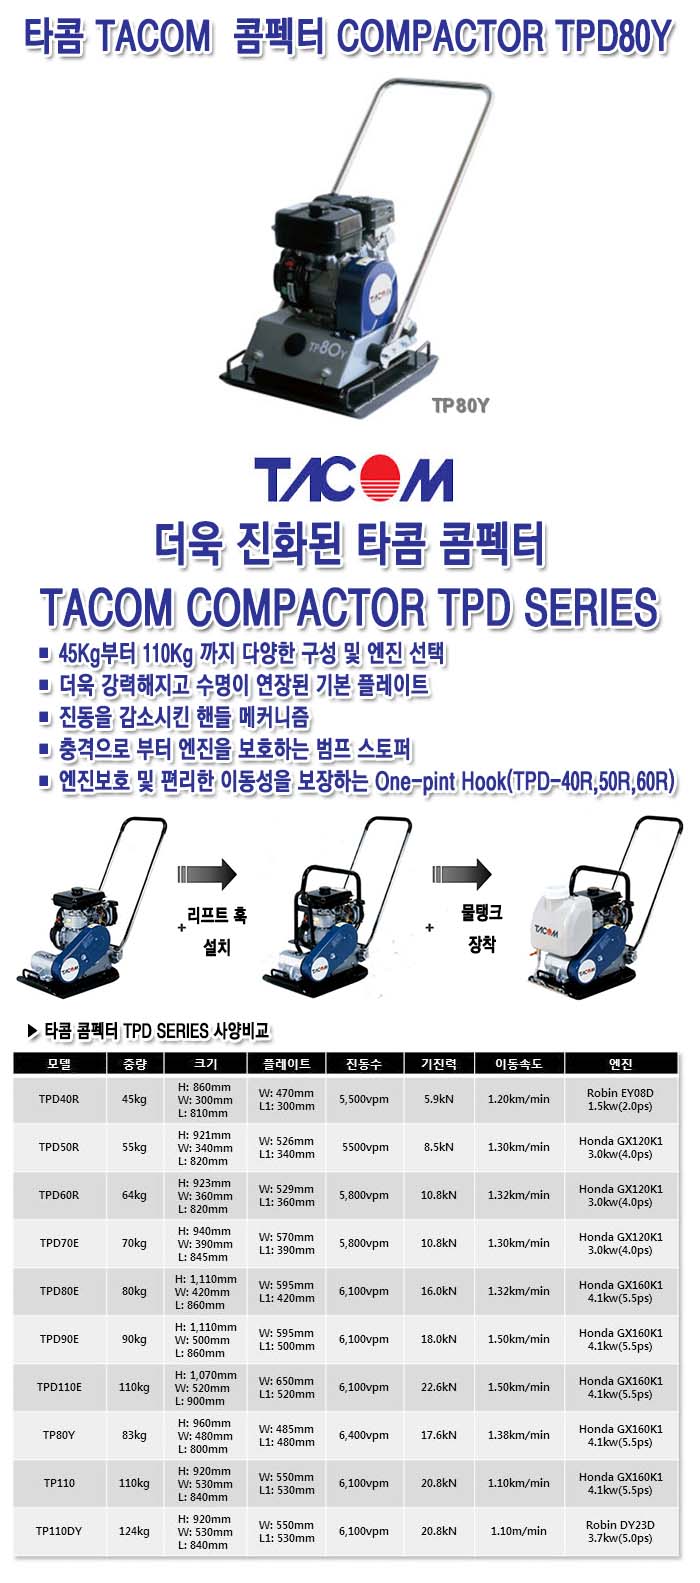 타콤 TACOM 콤펙터 COMPACTOR TPD80Y
TACOM
TP80Y
TP80Y
TACOM
더욱 진화된 타콤 콤펙터
TACOM COMPACTOR TPD SERIES
■ 45Kg부터 110Kg 까지 다양한 구성 및 엔진 선택
■ 더욱 강력해지고 수명이 연장된 기본 플레이트
■ 진동을 감소시킨 핸들 메커니즘
■ 충격으로 부터 엔진을 보호하는 범프 스토퍼
■ 엔진보호 및 편리한 이동성을 보장하는 One-pint Hook(TPD-40R,50R,60R)
TACOM
+ 리프트 훅
설치
TACOM
+ 물탱크
장착
TACOM
TACOM
▶ 타콤 콤펙터 TPD SERIES 사양비교
모델 중량 크기 플레이트 진동수 기진력 이동속도 엔진
TPD40R 45kg H: 860mm W: 300mm L: 810mm W: 470mm L1: 300mm 5,500vpm 5.9kN 1.20km/min Robin EY08D 1.5kw(2.0ps)
TPD50R 55kg H: 921mm W: 340mm L: 820mm W: 526mm L1: 340mm 5500vpm 8.5kN 1.30km/min Honda GX120K1 3.0kw(4.0ps)
TPD60R 64kg H: 923mm W: 360mm L: 820mm W: 529mm L1: 360mm 5,800vpm 10.8kN 1.32km/min Honda GX120K1 3.0kw(4.0ps)
TPD70E 70kg H: 940mm W: 390mm L: 845mm W: 570mm L1: 390mm 5,800vpm 10.8kN 1.30km/min Honda GX120K1 3.0kw(4.0ps)
TPD80E 80kg H: 1,110mm W: 420mm L: 860mm W: 595mm L1: 420mm 6,100vpm 16.0kN 1.32km/min Honda GX160K1 4.1kw(5.5ps)
TPD90E 90kg H: 1,110mm W: 500mm L: 860mm W: 595mm L1: 500mm 6,100vpm 18.0kN 1.50km/min Honda GX160K1 4.1kw(5.5ps)
TPD110E 110kg H: 1,070mm W: 520mm L: 900mm W: 650mm L1: 520mm 6,100vpm 22.6kN 1.50km/min Honda GX160K1 4.1kw(5.5ps)
TP80Y 83kg H: 960mm W: 480mm L: 800mm W: 485mm L1: 480mm 6,400vpm 17.6kN 1.38km/min Honda GX160K1 4.1kw(5.5ps)
TP110 110kg H: 920mm W: 530mm L: 840mm W: 550mm L1: 530mm 6,100vpm 20.8kN 1.10km/min Honda GX160K1 4.1kw(5.5ps)
TP110DY 124kg H: 920mm W: 530mm L: 840mm W: 550mm L1: 530mm 6,100vpm 20.8kN 1.10m/min Robin DY23D 3.7kw(5.0ps)